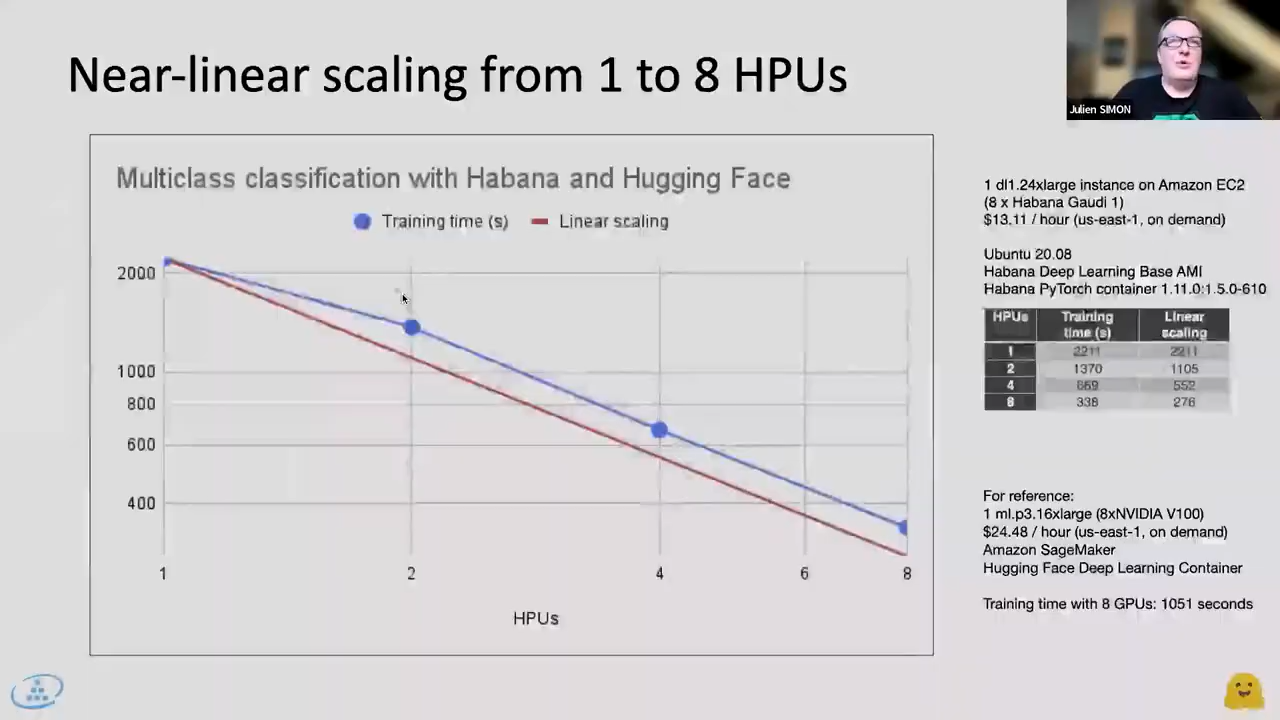 Near-linear scaling from 1 to 8 HPUs
Julien SIMON
Multiclass classification with Habana and Hugging Face
Training time (s) Linear scaling
2000
1000
800
600
400
1 2 4 6 8
HPUs
1 dl1.24xlarge instance on Amazon EC2
(8 x Habana Gaudi 1)
$13.11 / hour (us-east-1, on demand)
Ubuntu 20.08
Habana Deep Learning Base AMI
Habana PyTorch container 1.11.0:1.5.0-610
HPUs Training time (s) Linear scaling
1 2211 2211
2 1370 1105
4 669 552
8 338 276
For reference:
1 ml.p3.16xlarge (8xNVIDIA V100)
$24.48 / hour (us-east-1, on demand)
Amazon SageMaker
Hugging Face Deep Learning Container
Training time with 8 GPUs: 1051 seconds